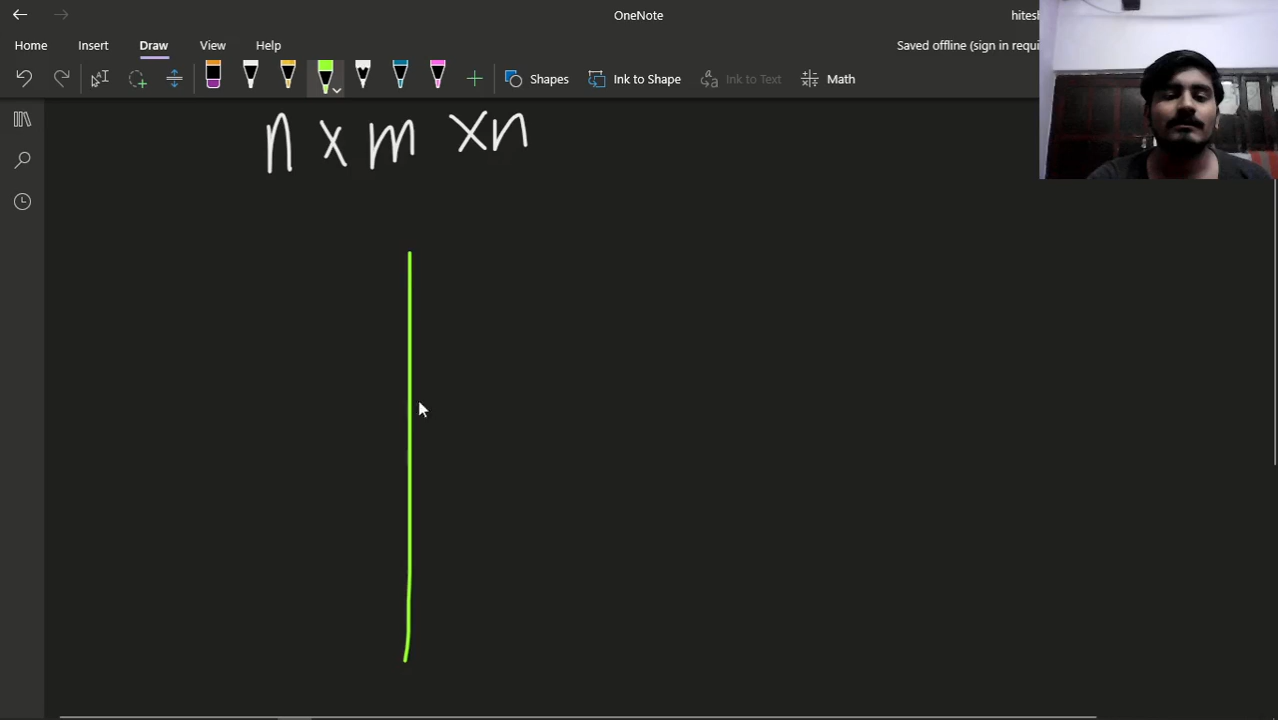 OneNote
hites
Home Insert Draw View Help
Saved offline (sign in requi
Shapes Ink to Shape Ink to Text Math
n x m xn